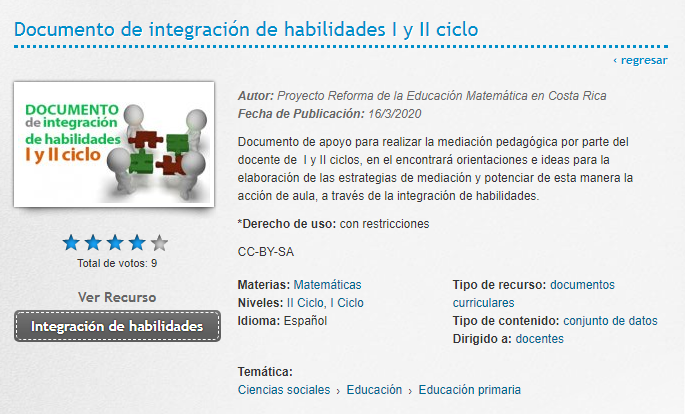 Documento de integración de habilidades I y II ciclo
‹ regresar
DOCUMENTO
de integración
de habilidades
I y II ciclo
Total de votos: 9
Ver Recurso
Integración de habilidades
Autor: Proyecto Reforma de la Educación Matemática en Costa Rica
Fecha de Publicación: 16/3/2020
Documento de apoyo para realizar la mediación pedagógica por parte del
docente de I y II ciclos, en el encontrará orientaciones e ideas para la
elaboración de las estrategias de mediación y potenciar de esta manera la
acción de aula, a través de la integración de habilidades.
*Derecho de uso: con restricciones
CC-BY-SA
Materias: Matemáticas
Niveles: II Ciclo, I Ciclo
Idioma: Español
Tipo de recurso: documentos
curriculares
Tipo de contenido: conjunto de datos
Dirigido a: docentes
Temática:
Ciencias sociales › Educación › Educación primaria